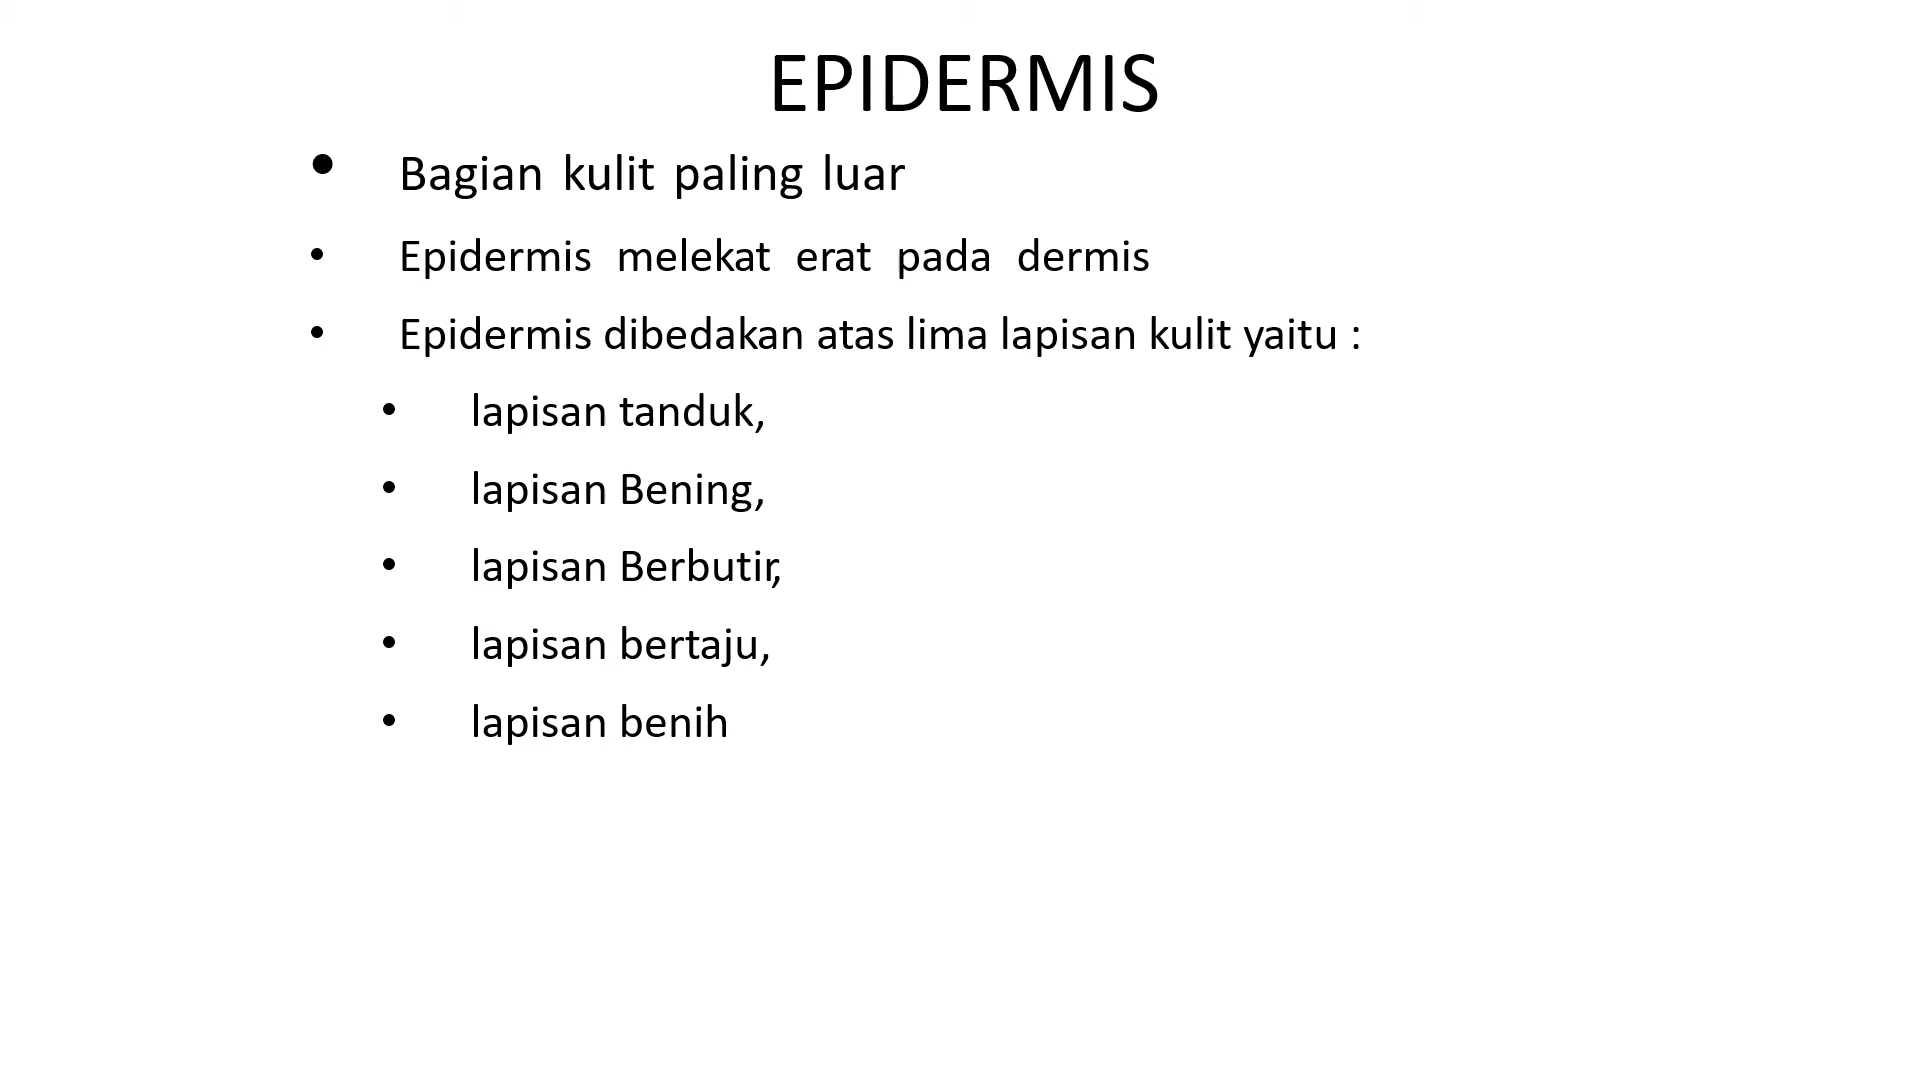 EPIDERMIS
• Bagian kulit paling luar
• Epidermis melekat erat pada dermis
• Epidermis dibedakan atas lima lapisan kulit yaitu :
• lapisan tanduk,
• lapisan Bening,
• lapisan Berbutir,
• lapisan bertaju,
• lapisan benih